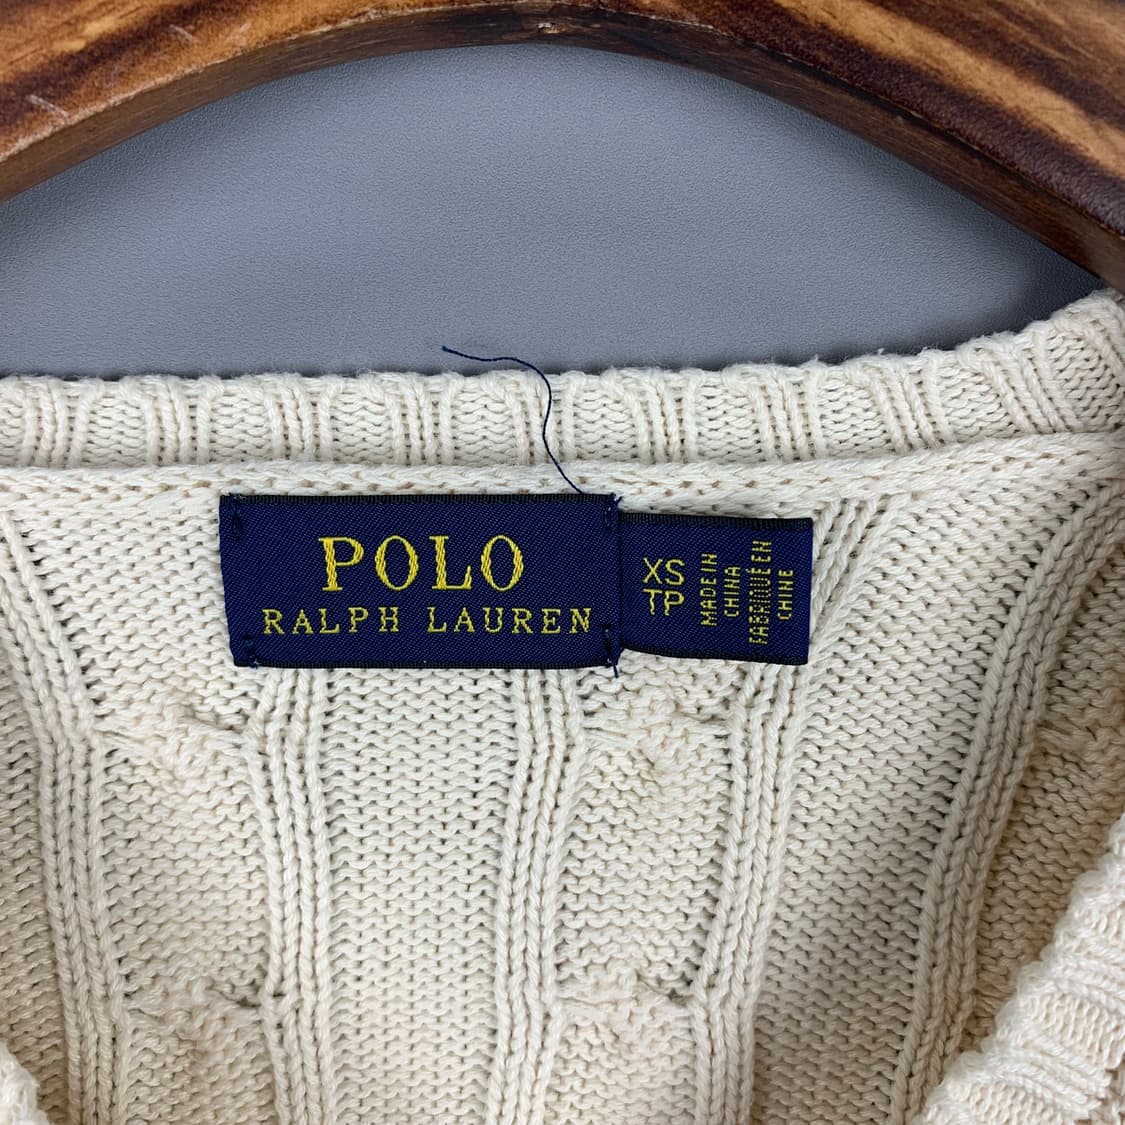 POLO
RALPH LAUREN
XS
TP
MADE IN
CHINA
FABRIQUÉ EN
CHINE